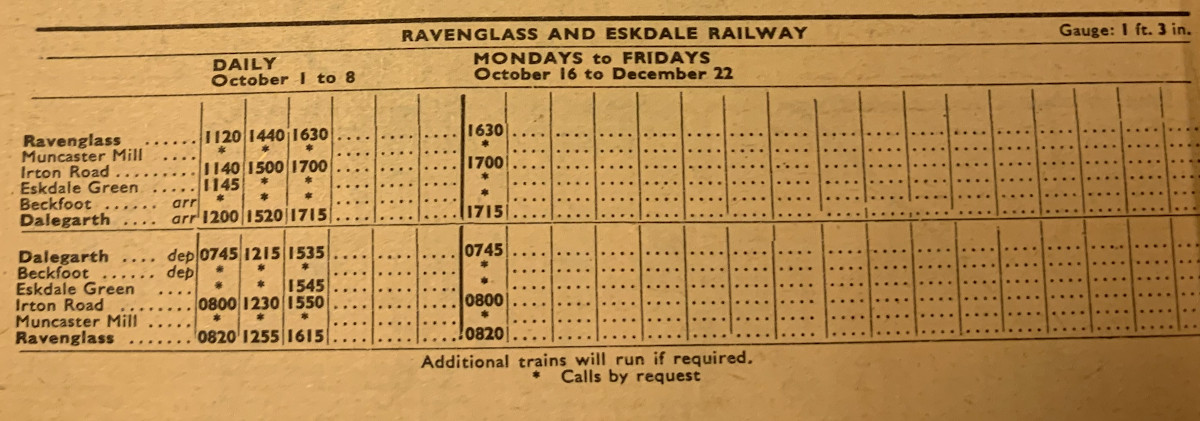 RAVENGLASS AND ESKDALE RAILWAY Gauge: 1 ft. 3 in.
DAILY MONDAYS to FRIDAYS
October 1 to 8 October 16 to December 22
Ravenglass ...... 1120 1440 1630 .... .... .... 1630
Muncaster Mill .... * * * .... .... .... *
Irton Road ......... 1140 1500 1700 .... .... .... 1700
Eskdale Green ..... 1145 * * .... .... .... *
Beckfoot ...... arr * * * .... .... .... *
Dalegarth .... arr 1200 1520 1715 .... .... .... 1715
Dalegarth .... dep 0745 1215 1535 .... .... .... 0745
Beckfoot ...... dep * * * .... .... .... *
Eskdale Green .... * * 1545 .... .... .... *
Irton Road ........ 0800 1230 1550 .... .... .... 0800
Muncaster Mill ..... * * * .... .... .... *
Ravenglass ....... 0820 1255 1615 .... .... .... 0820
Additional trains will run if required.
* Calls by request